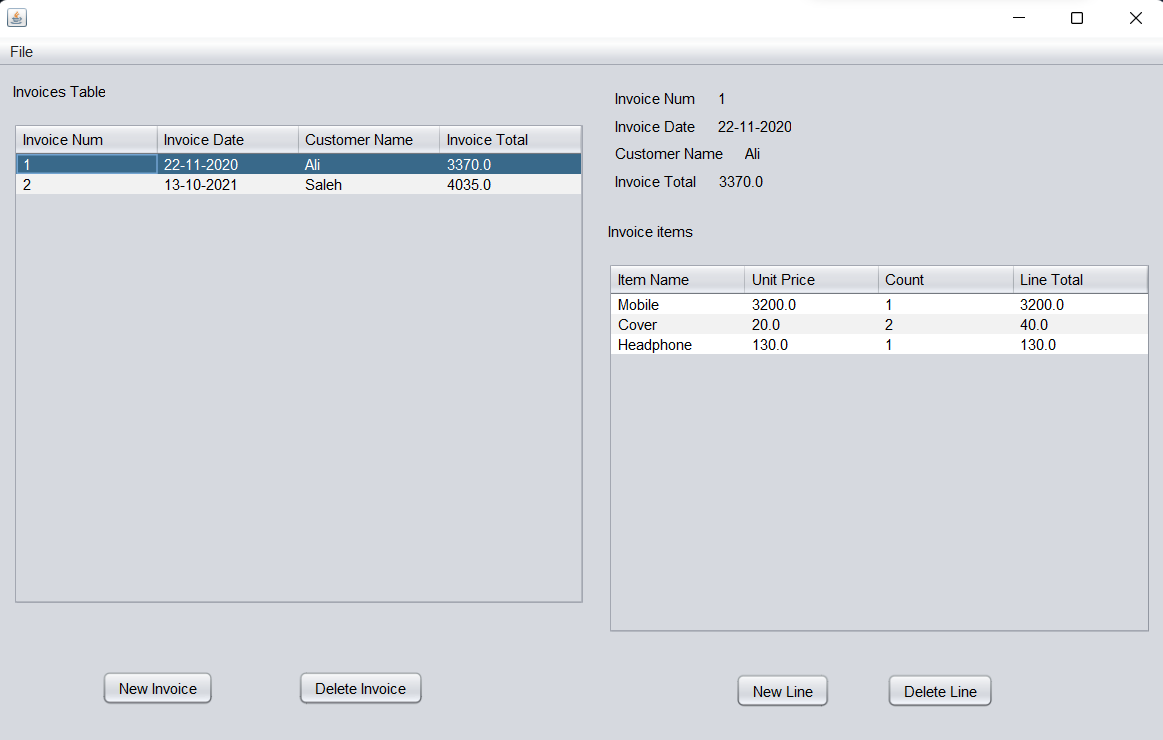 File
Invoices Table
Invoice Num Invoice Date Customer Name Invoice Total
1 22-11-2020 Ali 3370.0
2 13-10-2021 Saleh 4035.0
New Invoice Delete Invoice
Invoice Num 1
Invoice Date 22-11-2020
Customer Name Ali
Invoice Total 3370.0
Invoice items
Item Name Unit Price Count Line Total
Mobile 3200.0 1 3200.0
Cover 20.0 2 40.0
Headphone 130.0 1 130.0
New Line Delete Line